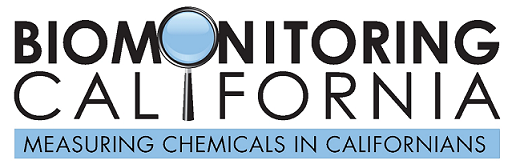 BIOMONITORING
CALIFORNIA
MEASURING CHEMICALS IN CALIFORNIANS